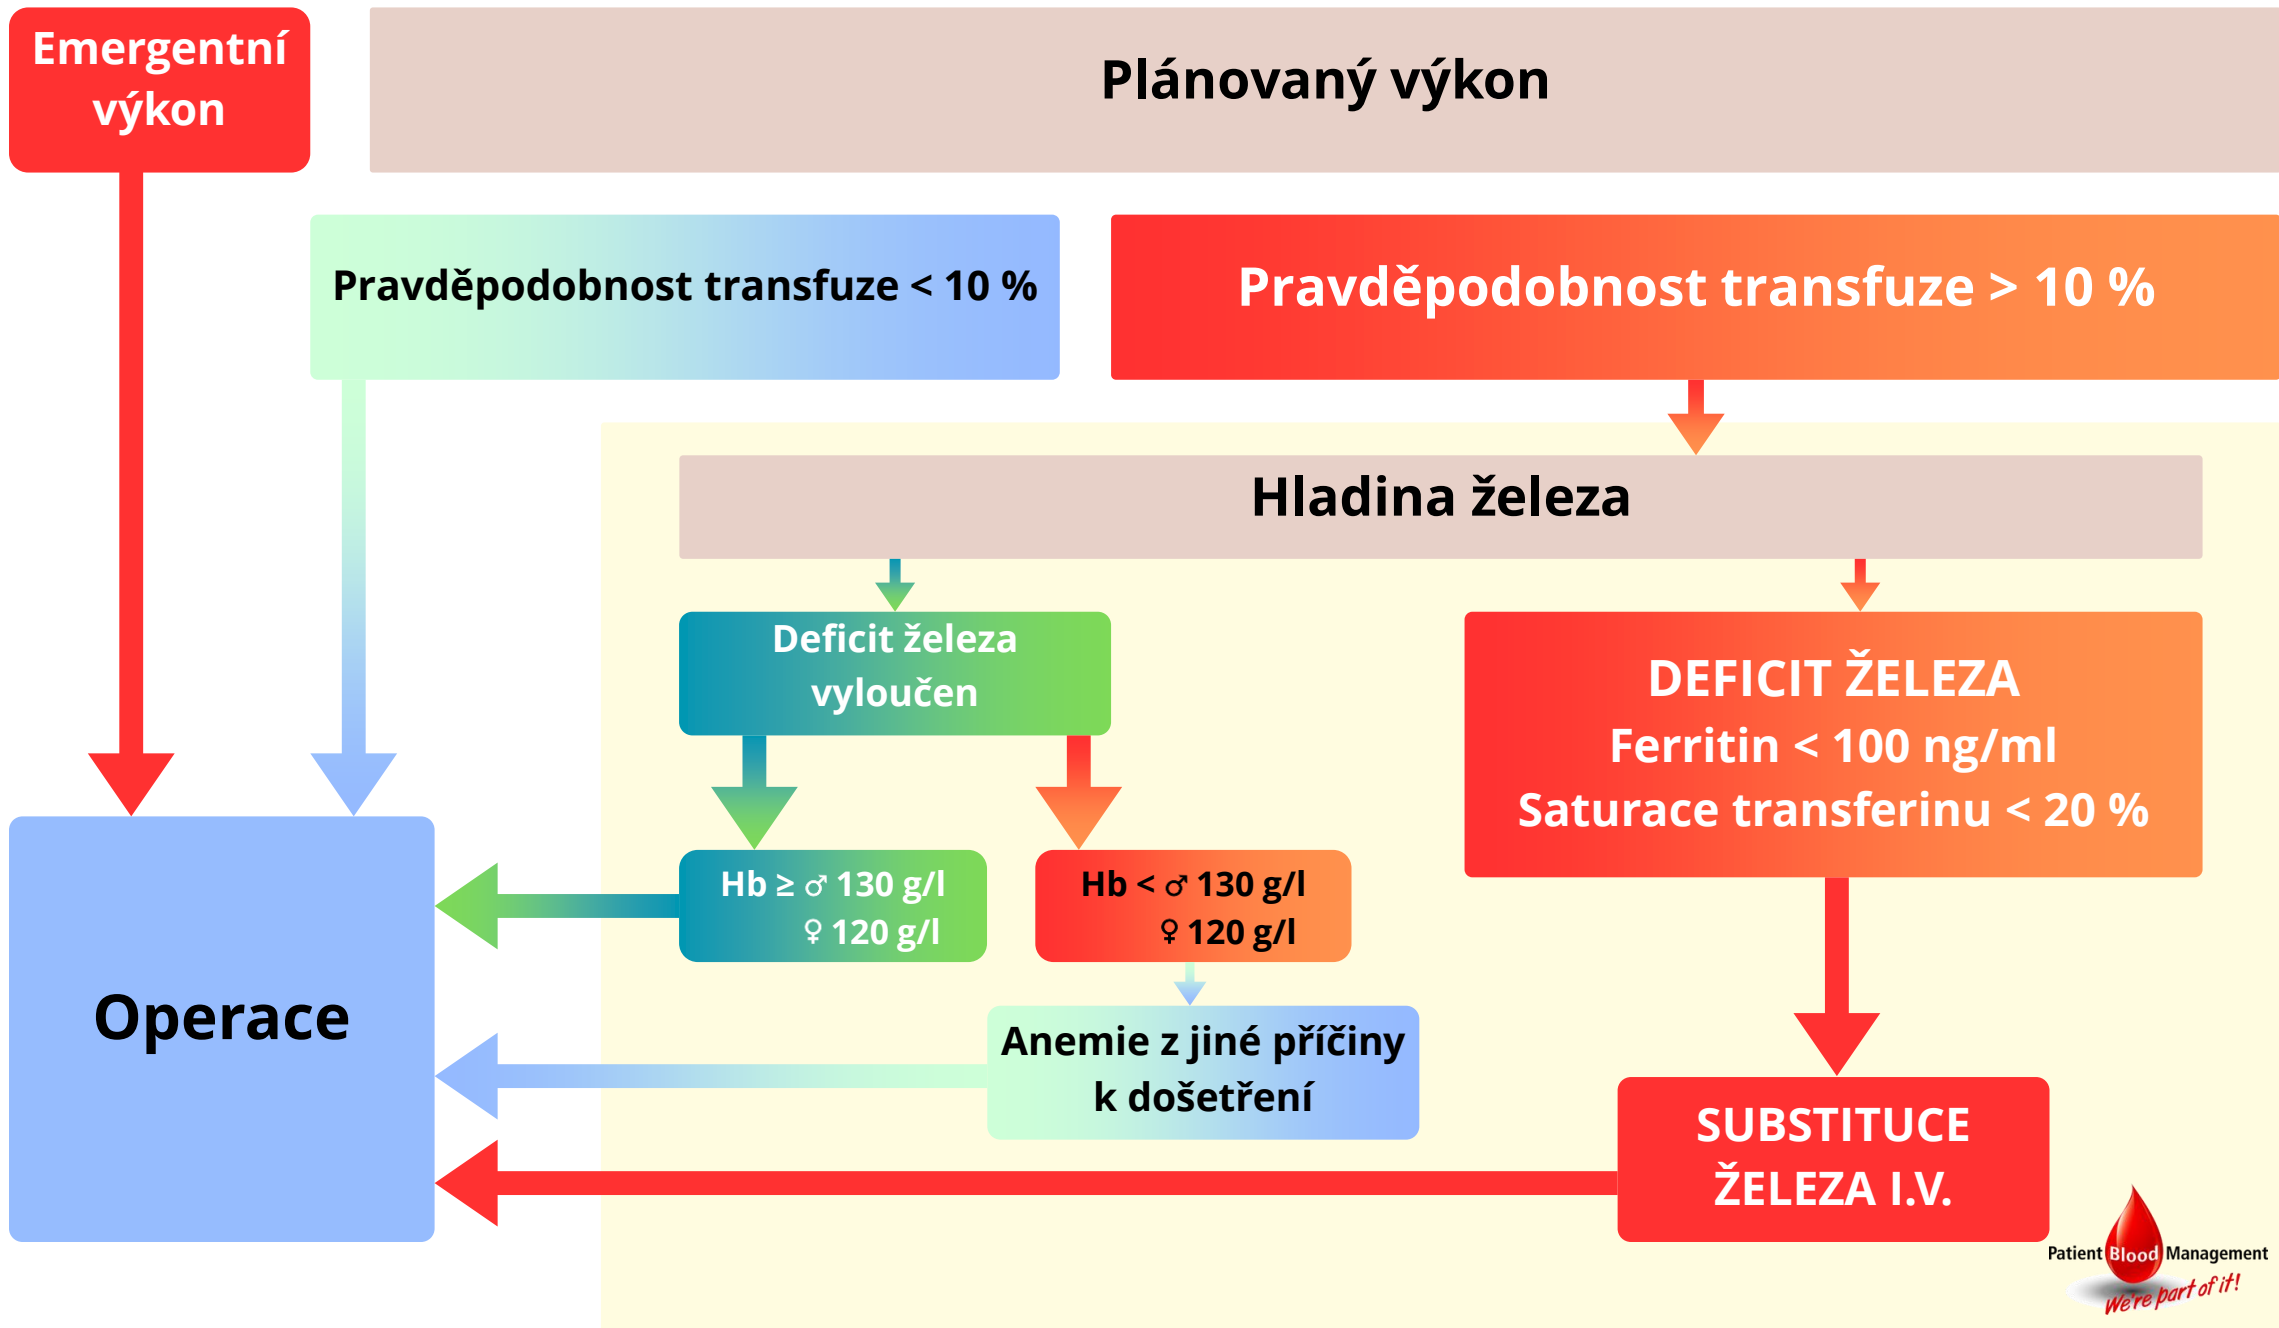 Emergentní
výkon
Plánovaný výkon
Pravděpodobnost transfuze < 10 %
Pravděpodobnost transfuze > 10 %
Hladina železa
Deficit železa
vyloučen
DEFICIT ŽELEZA
Ferritin < 100 ng/ml
Saturace transferinu < 20 %
Hb ≥ ♂ 130 g/l
♀ 120 g/l
Hb < ♂ 130 g/l
♀ 120 g/l
Operace
Anemie z jiné příčiny
k došetření
SUBSTITUCE
ŽELEZA I.V.
Patient Blood Management
We're part of it!